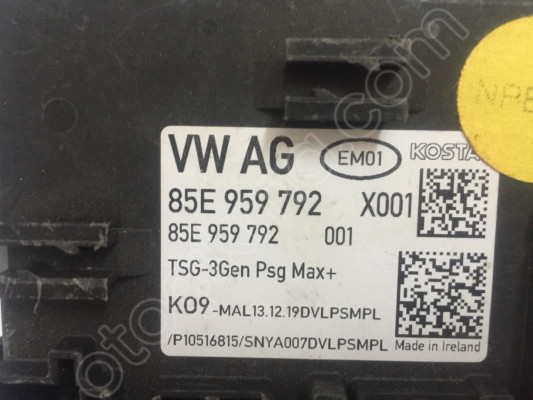 VW AG EM01 KOSTA
85E 959 792 X001
85E 959 792 001
TSG-3Gen Psg Max+
K09-MAL13.12.19DVLPSMPL
/P10516815/SNYA007DVLPSMPL Made in Ireland